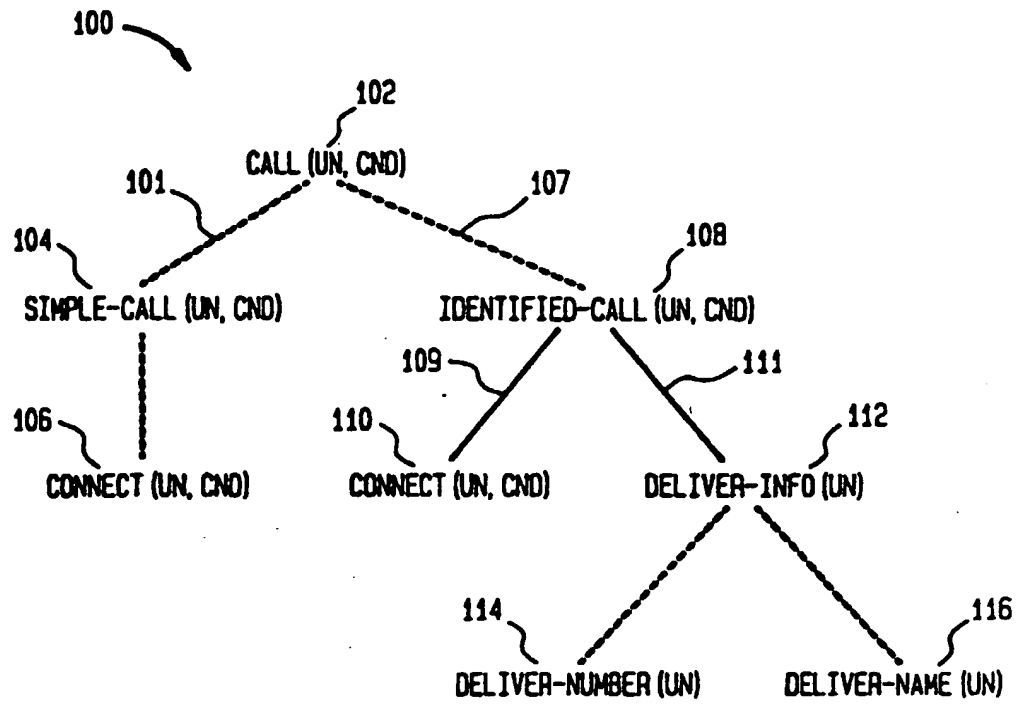 100
102
CALL (UN, CND)
101
107
104
108
SIMPLE-CALL (UN, CND)
IDENTIFIED-CALL (UN, CND)
109
111
106
110
112
CONNECT (UN, CND)
CONNECT (UN, CND)
DELIVER-INFO (UN)
114
116
DELIVER-NUMBER (UN)
DELIVER-NAME (UN)